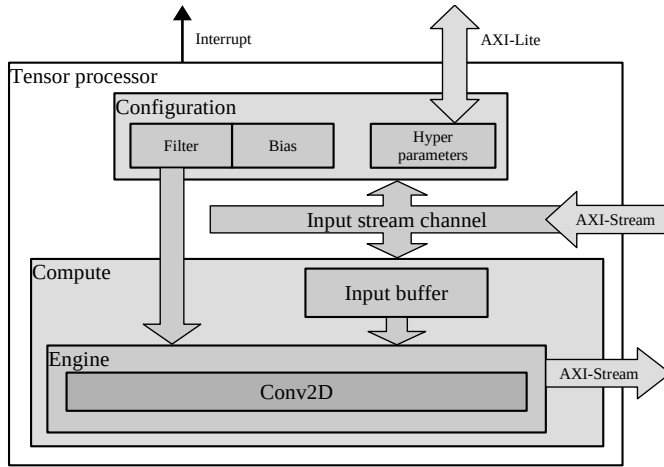 Interrupt
AXI-Lite
Tensor processor
Configuration
Filter
Bias
Hyper
parameters
Input stream channel
AXI-Stream
Compute
Input buffer
Engine
AXI-Stream
Conv2D